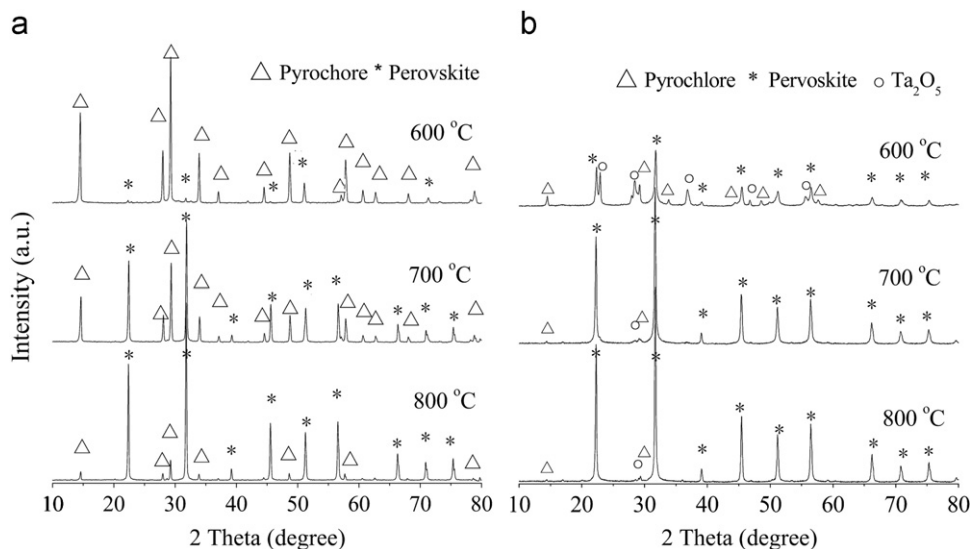 a
△ Pyrochore * Perovskite
600 °C
700 °C
800 °C
Intensity (a.u.)
10 20 30 40 50 60 70 80
2 Theta (degree)
b
△ Pyrochlore * Pervoskite ○ Ta₂O₅
600 °C
700 °C
800 °C
10 20 30 40 50 60 70 80
2 Theta (degree)